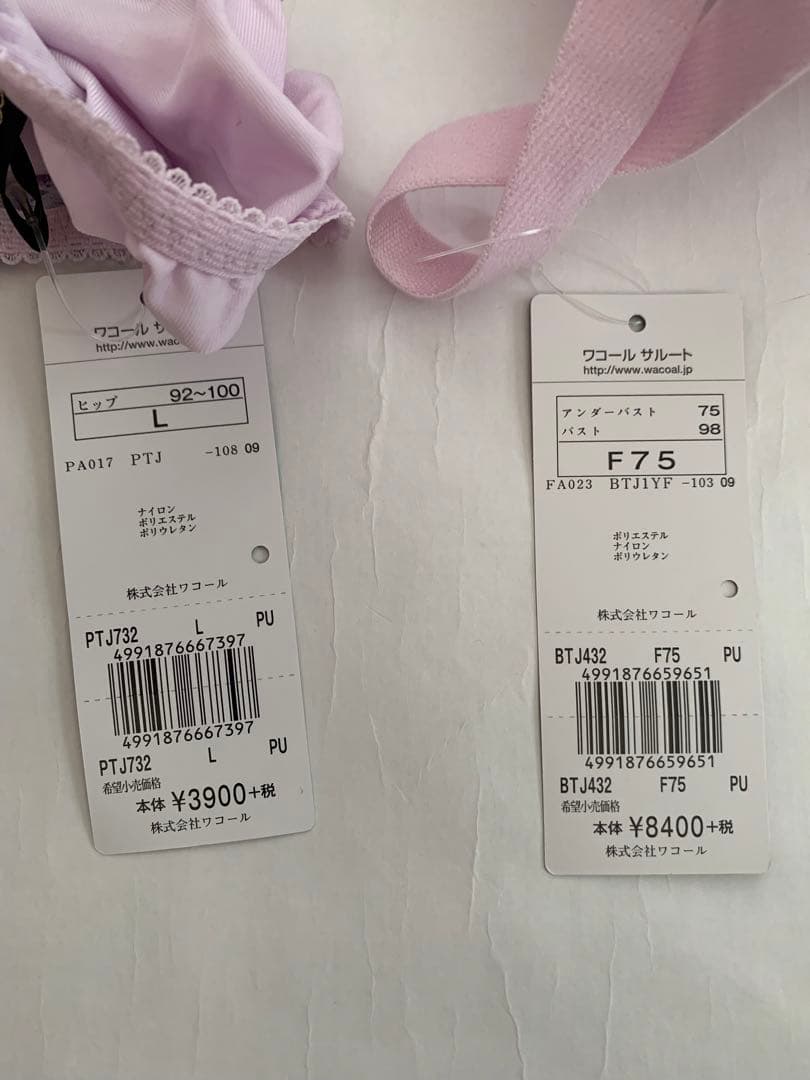 ワコール サ
http://www.wac
ヒップ 92~100
L
PA017 PTJ -108 09
ナイロン
ポリエステル
ポリウレタン
株式会社ワコール
PTJ732 L PU
4991876667397
4991876667397
PTJ732 L PU
希望小売価格
本体 ¥3900+税
株式会社ワコール
ワコール サルート
http://www.wacoal.jp
アンダーバスト 75
バスト 98
F75
FA023 BTJ1YF -103 09
ポリエステル
ナイロン
ポリウレタン
株式会社ワコール
BTJ432 F75 PU
4991876659651
4991876659651
BTJ432 F75 PU
希望小売価格
本体 ¥8400+税
株式会社ワコール